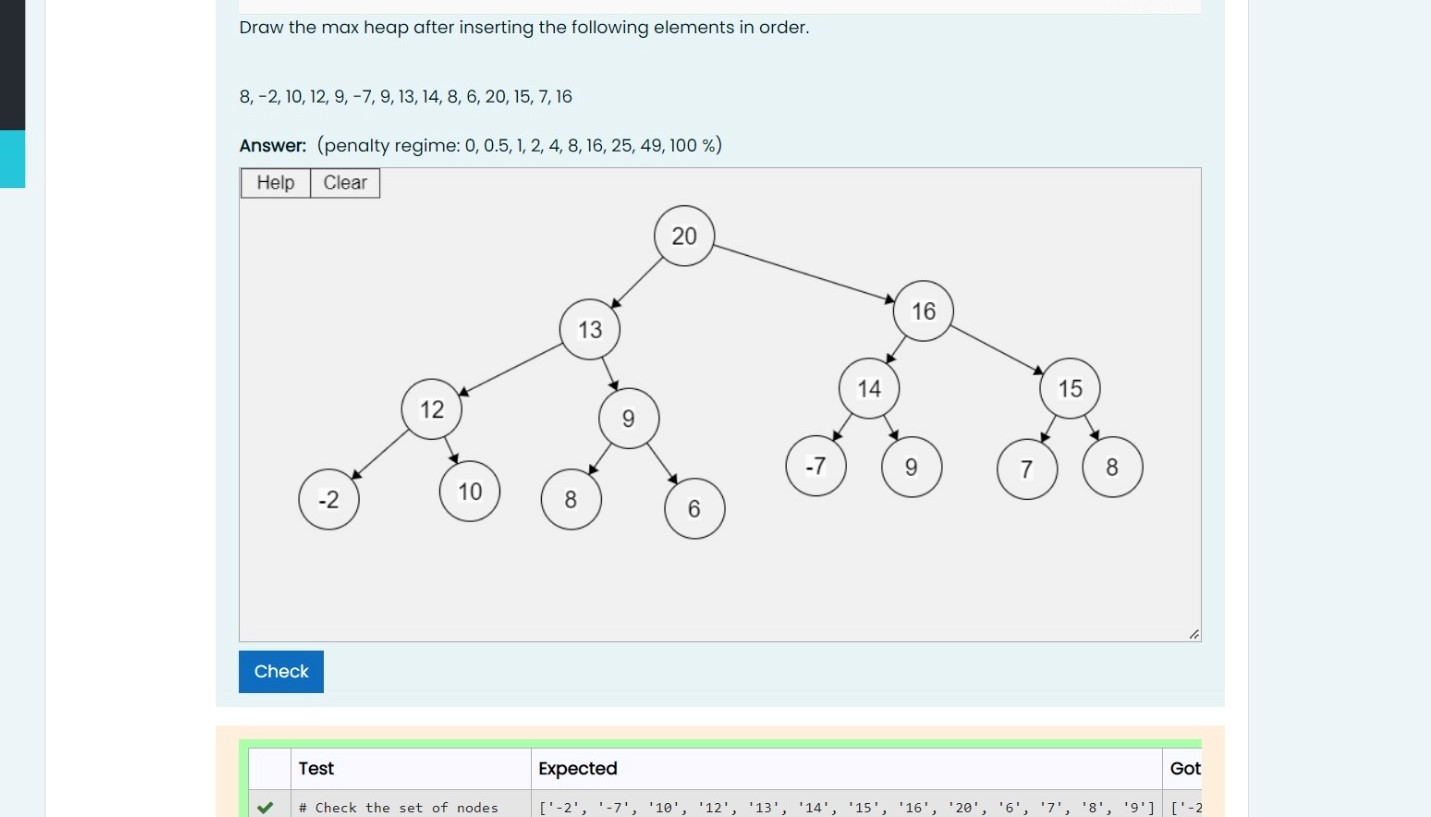 Draw the max heap after inserting the following elements in order.
8, -2, 10, 12, 9, -7, 9, 13, 14, 8, 6, 20, 15, 7, 16
Answer: (penalty regime: 0, 0.5, 1, 2, 4, 8, 16, 25, 49, 100 %)
Help Clear
20
16
13
14 15
12 9
-7 9 7 8
-2 10 8 6
Check
Test Expected Got
# Check the set of nodes ['-2', '-7', '10', '12', '13', '14', '15', '16', '20', '6', '7', '8', '9'] ['-2